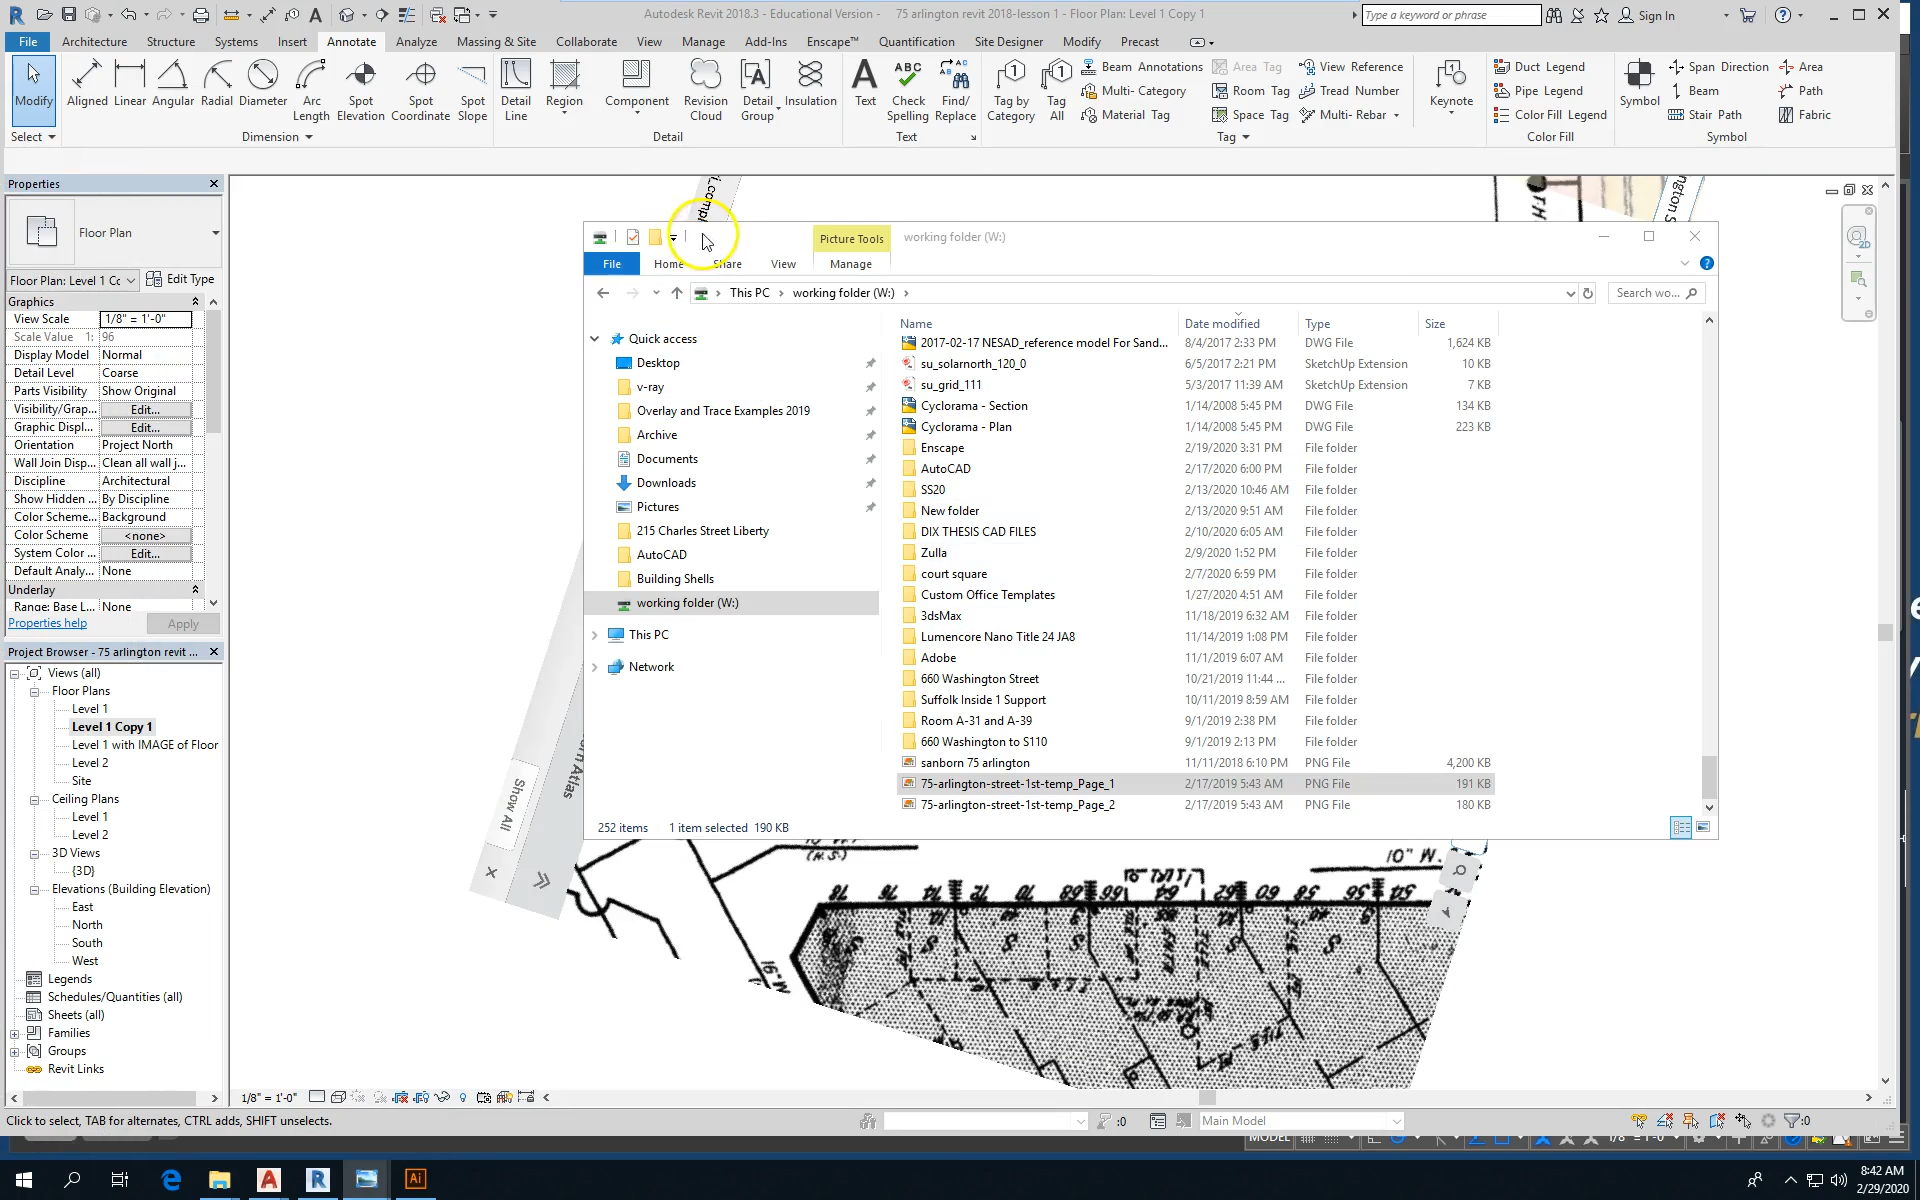 Autodesk Revit 2018.3 - Educational Version - 75 arlington revit 2018-lesson 1 - Floor Plan: Level 1 Copy 1
Type a keyword or phrase
Sign In
File Architecture Structure Systems Insert Annotate Analyze Massing & Site Collaborate View Manage Add-Ins Enscape™ Quantification Site Designer Modify Precast
Modify Aligned Linear Angular Radial Diameter Arc Length Spot Elevation Spot Coordinate Spot Slope
Detail Line Region Component Revision Cloud Detail Group Insulation
Text Check Spelling Find/ Replace
Tag by Category Tag All
Beam Annotations Area Tag View Reference
Multi- Category Room Tag Tread Number
Material Tag Space Tag Multi- Rebar
Keynote
Duct Legend
Pipe Legend
Color Fill Legend
Symbol
Span Direction Area
Beam Path
Stair Path Fabric
Select Dimension Detail Text Tag Color Fill Symbol
Properties
Floor Plan
Floor Plan: Level 1 Cc Edit Type
Graphics
View Scale 1/8" = 1'-0"
Scale Value 1: 96
Display Model Normal
Detail Level Coarse
Parts Visibility Show Original
Visibility/Grap... Edit...
Graphic Displ... Edit...
Orientation Project North
Wall Join Disp... Clean all wall j...
Discipline Architectural
Show Hidden ... By Discipline
Color Scheme... Background
Color Scheme <none>
System Color ... Edit...
Default Analy... None
Underlay
Range: Base L... None
Properties help Apply
Project Browser - 75 arlington revit ...
Views (all)
Floor Plans
Level 1
Level 1 Copy 1
Level 1 with IMAGE of Floor
Level 2
Site
Ceiling Plans
Level 1
Level 2
3D Views
{3D}
Elevations (Building Elevation)
East
North
South
West
Legends
Schedules/Quantities (all)
Sheets (all)
Families
Groups
Revit Links
Picture Tools working folder (W:)
File Home Share View Manage
This PC working folder (W:)
Search wo...
Quick access
Desktop
v-ray
Overlay and Trace Examples 2019
Archive
Documents
Downloads
Pictures
215 Charles Street Liberty
AutoCAD
Building Shells
working folder (W:)
This PC
Network
Name Date modified Type Size
2017-02-17 NESAD_reference model For Sand... 8/4/2017 2:33 PM DWG File 1,624 KB
su_solarnorth_120_0 6/5/2017 2:21 PM SketchUp Extension 10 KB
su_grid_111 5/3/2017 11:39 AM SketchUp Extension 7 KB
Cyclorama - Section 1/14/2008 5:45 PM DWG File 134 KB
Cyclorama - Plan 1/14/2008 5:45 PM DWG File 223 KB
Enscape 2/19/2020 3:31 PM File folder
AutoCAD 2/17/2020 6:00 PM File folder
SS20 2/13/2020 10:46 AM File folder
New folder 2/13/2020 9:51 AM File folder
DIX THESIS CAD FILES 2/10/2020 6:05 AM File folder
Zulla 2/9/2020 1:52 PM File folder
court square 2/7/2020 6:59 PM File folder
Custom Office Templates 1/27/2020 4:51 AM File folder
3dsMax 11/18/2019 6:32 AM File folder
Lumencore Nano Title 24 JA8 11/14/2019 1:08 PM File folder
Adobe 11/1/2019 6:07 AM File folder
660 Washington Street 10/21/2019 11:44 ... File folder
Suffolk Inside 1 Support 10/11/2019 8:59 AM File folder
Room A-31 and A-39 9/1/2019 2:38 PM File folder
660 Washington to S110 9/1/2019 2:13 PM File folder
sanborn 75 arlington 11/11/2018 6:10 PM PNG File 4,200 KB
75-arlington-street-1st-temp_Page_1 2/17/2019 5:43 AM PNG File 191 KB
75-arlington-street-1st-temp_Page_2 2/17/2019 5:43 AM PNG File 180 KB
252 items 1 item selected 190 KB
Show All
Atlas
(H.S.)
10" W.
78 76 74 72 70 68 66 64 62 60 58 56 54
16" W
1/8" = 1'-0"
Click to select, TAB for alternates, CTRL adds, SHIFT unselects.
:0
Main Model
:0
MODEL
8:42 AM
2/29/2020